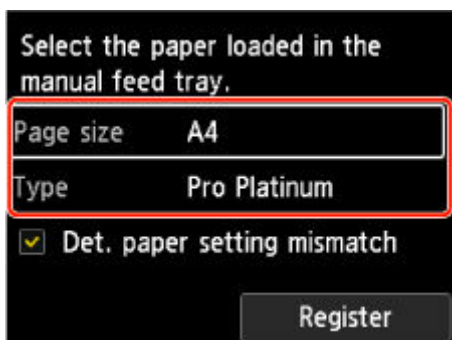 Select the paper loaded in the
manual feed tray.
Page size A4
Type Pro Platinum
Det. paper setting mismatch
Register